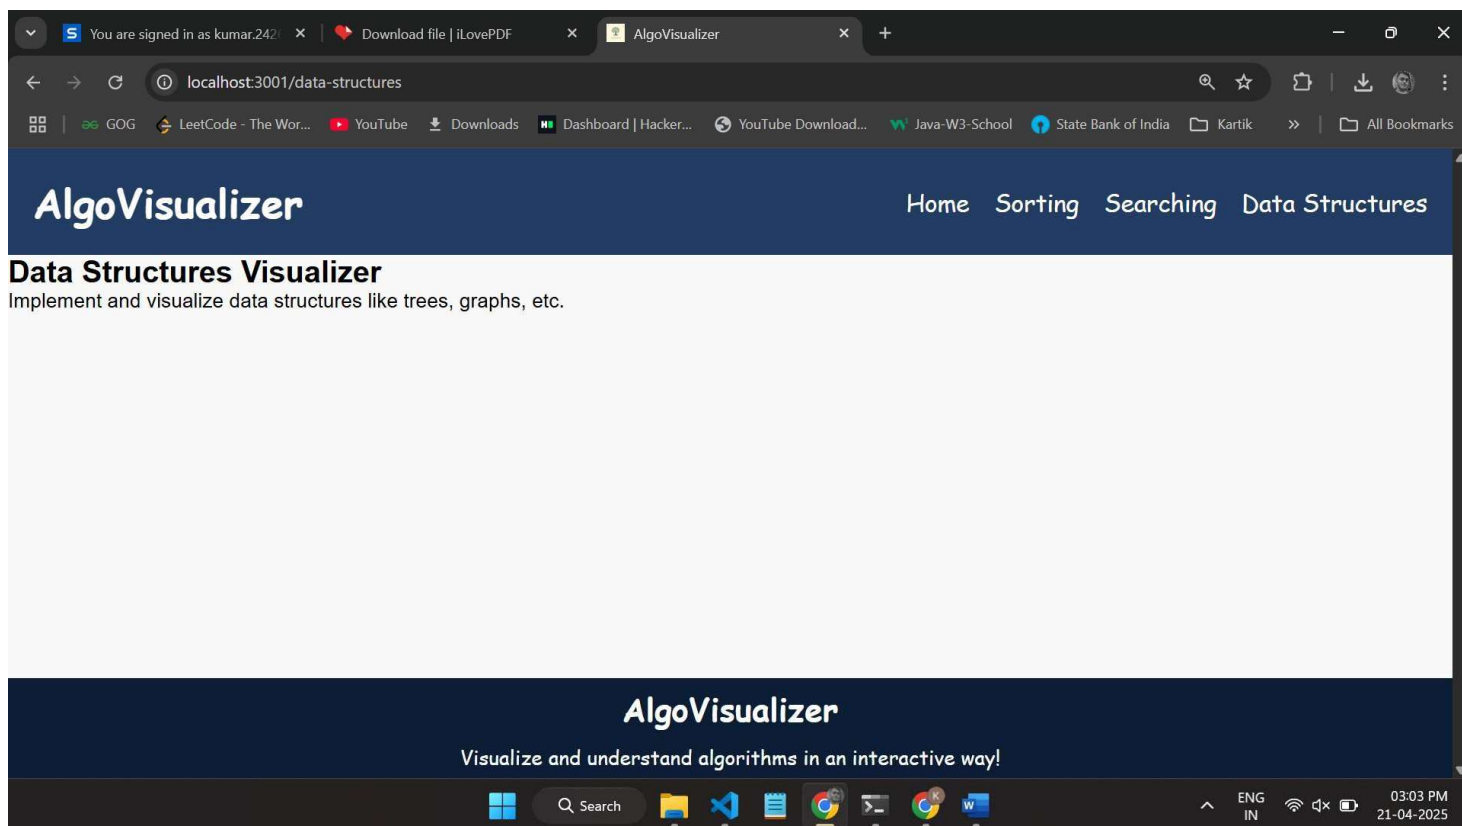 You are signed in as kumar.242
Download file | iLovePDF
AlgoVisualizer
localhost:3001/data-structures
GOG
LeetCode - The Wor...
YouTube
Downloads
Dashboard | Hacker...
YouTube Download...
Java-W3-School
State Bank of India
Kartik
All Bookmarks
AlgoVisualizer
Home Sorting Searching Data Structures
Data Structures Visualizer
Implement and visualize data structures like trees, graphs, etc.
AlgoVisualizer
Visualize and understand algorithms in an interactive way!
Search
ENG
IN
03:03 PM
21-04-2025